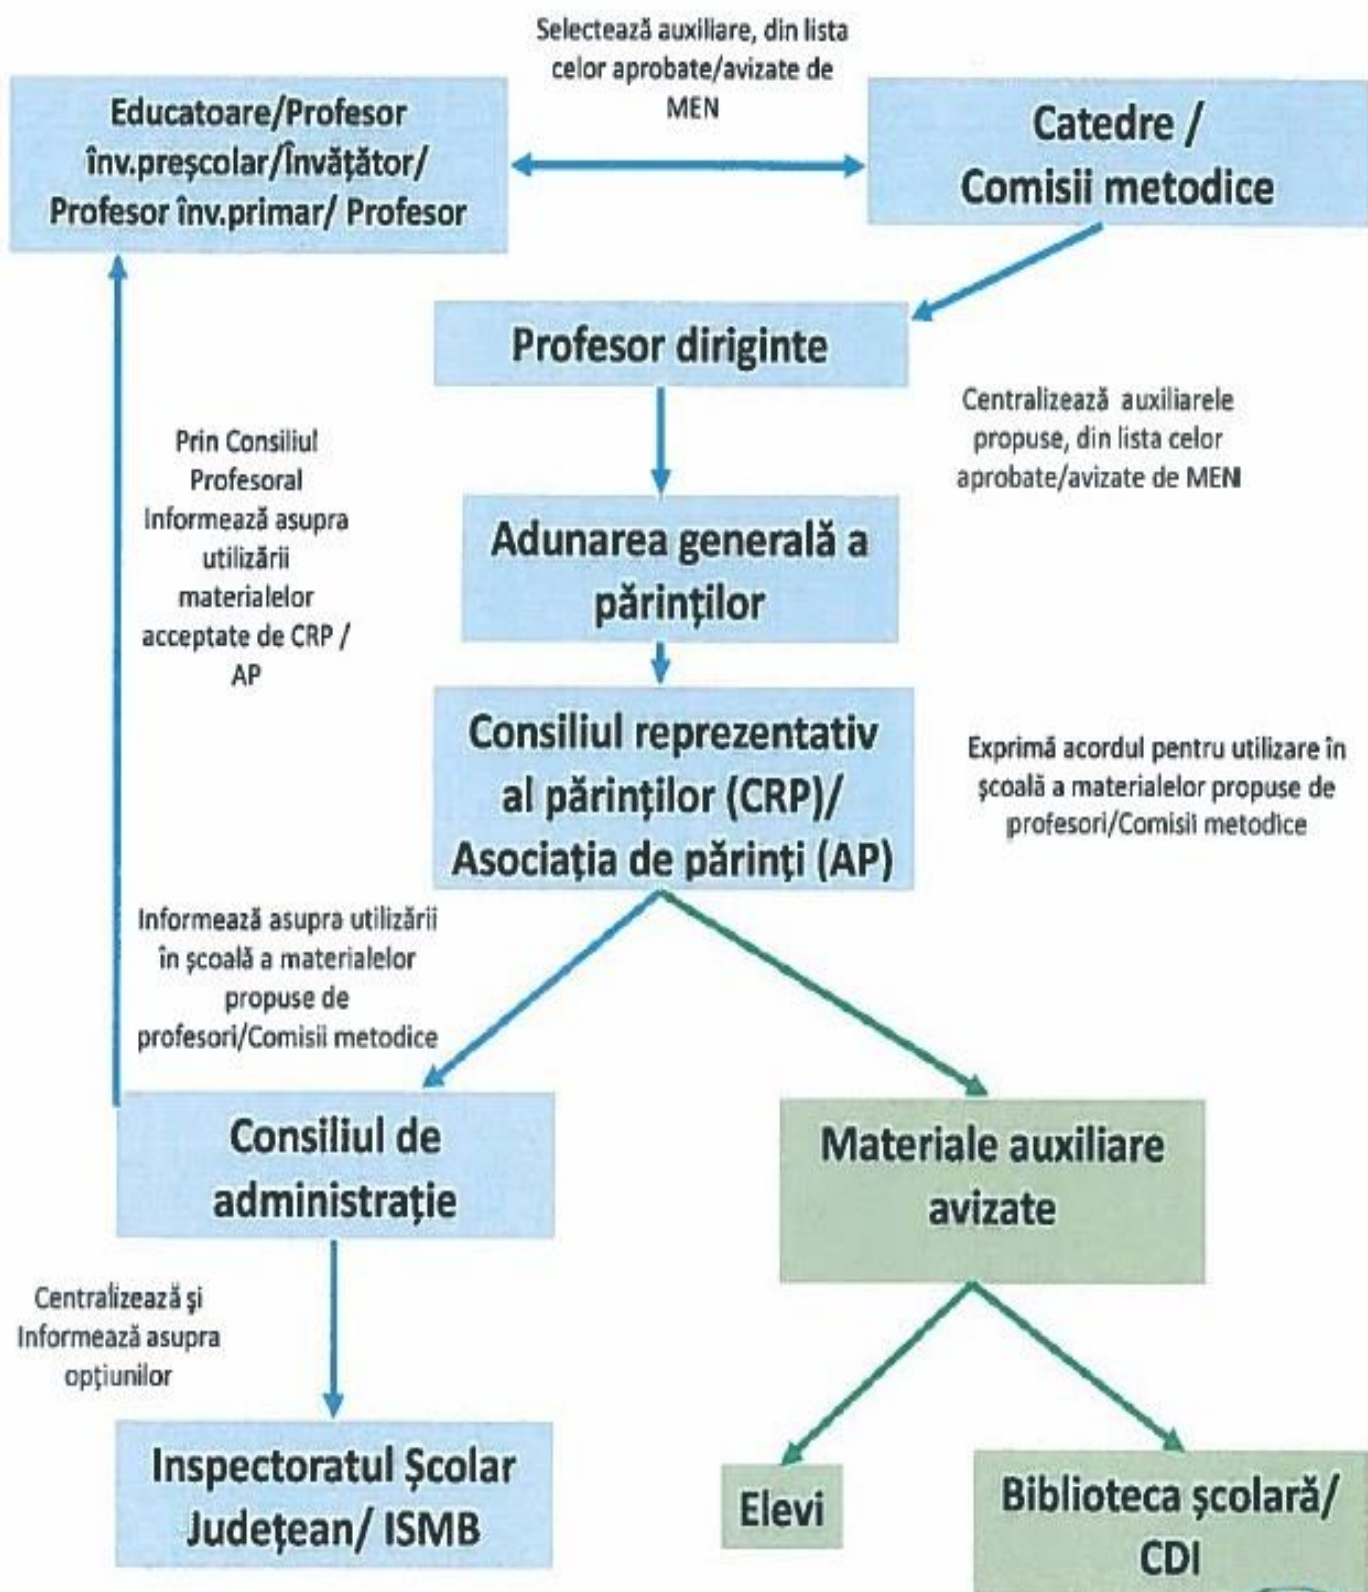 Selectează auxiliare, din lista
celor aprobate/avizate de
MEN
Educatoare/Profesor
înv.preșcolar/Învățător/
Profesor înv.primar/ Profesor
Catedre /
Comisii metodice
Profesor diriginte
Centralizează auxiliarele
propuse, din lista celor
aprobate/avizate de MEN
Prin Consiliul
Profesoral
Informează asupra
utilizării
materialelor
acceptate de CRP /
AP
Adunarea generală a
părinților
Consiliul reprezentativ
al părinților (CRP)/
Asociația de părinți (AP)
Exprimă acordul pentru utilizare în
școală a materialelor propuse de
profesori/Comisii metodice
Informează asupra utilizării
în școală a materialelor
propuse de
profesori/Comisii metodice
Consiliul de
administrație
Materiale auxiliare
avizate
Centralizează și
Informează asupra
opțiunilor
Inspectoratul Școlar
Județean/ ISMB
Elevi
Biblioteca școlară/
CDI